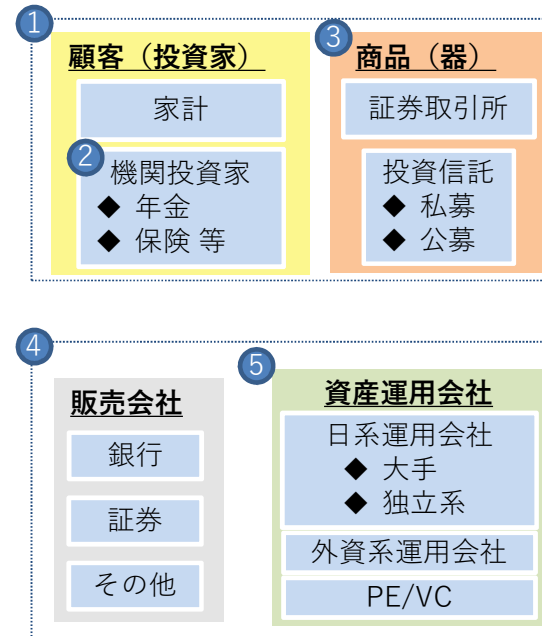 1
顧客（投資家）
家計
2
機関投資家
◆ 年金
◆ 保険 等
3
商品（器）
証券取引所
投資信託
◆ 私募
◆ 公募
4
販売会社
銀行
証券
その他
5
資産運用会社
日系運用会社
◆ 大手
◆ 独立系
外資系運用会社
PE/VC